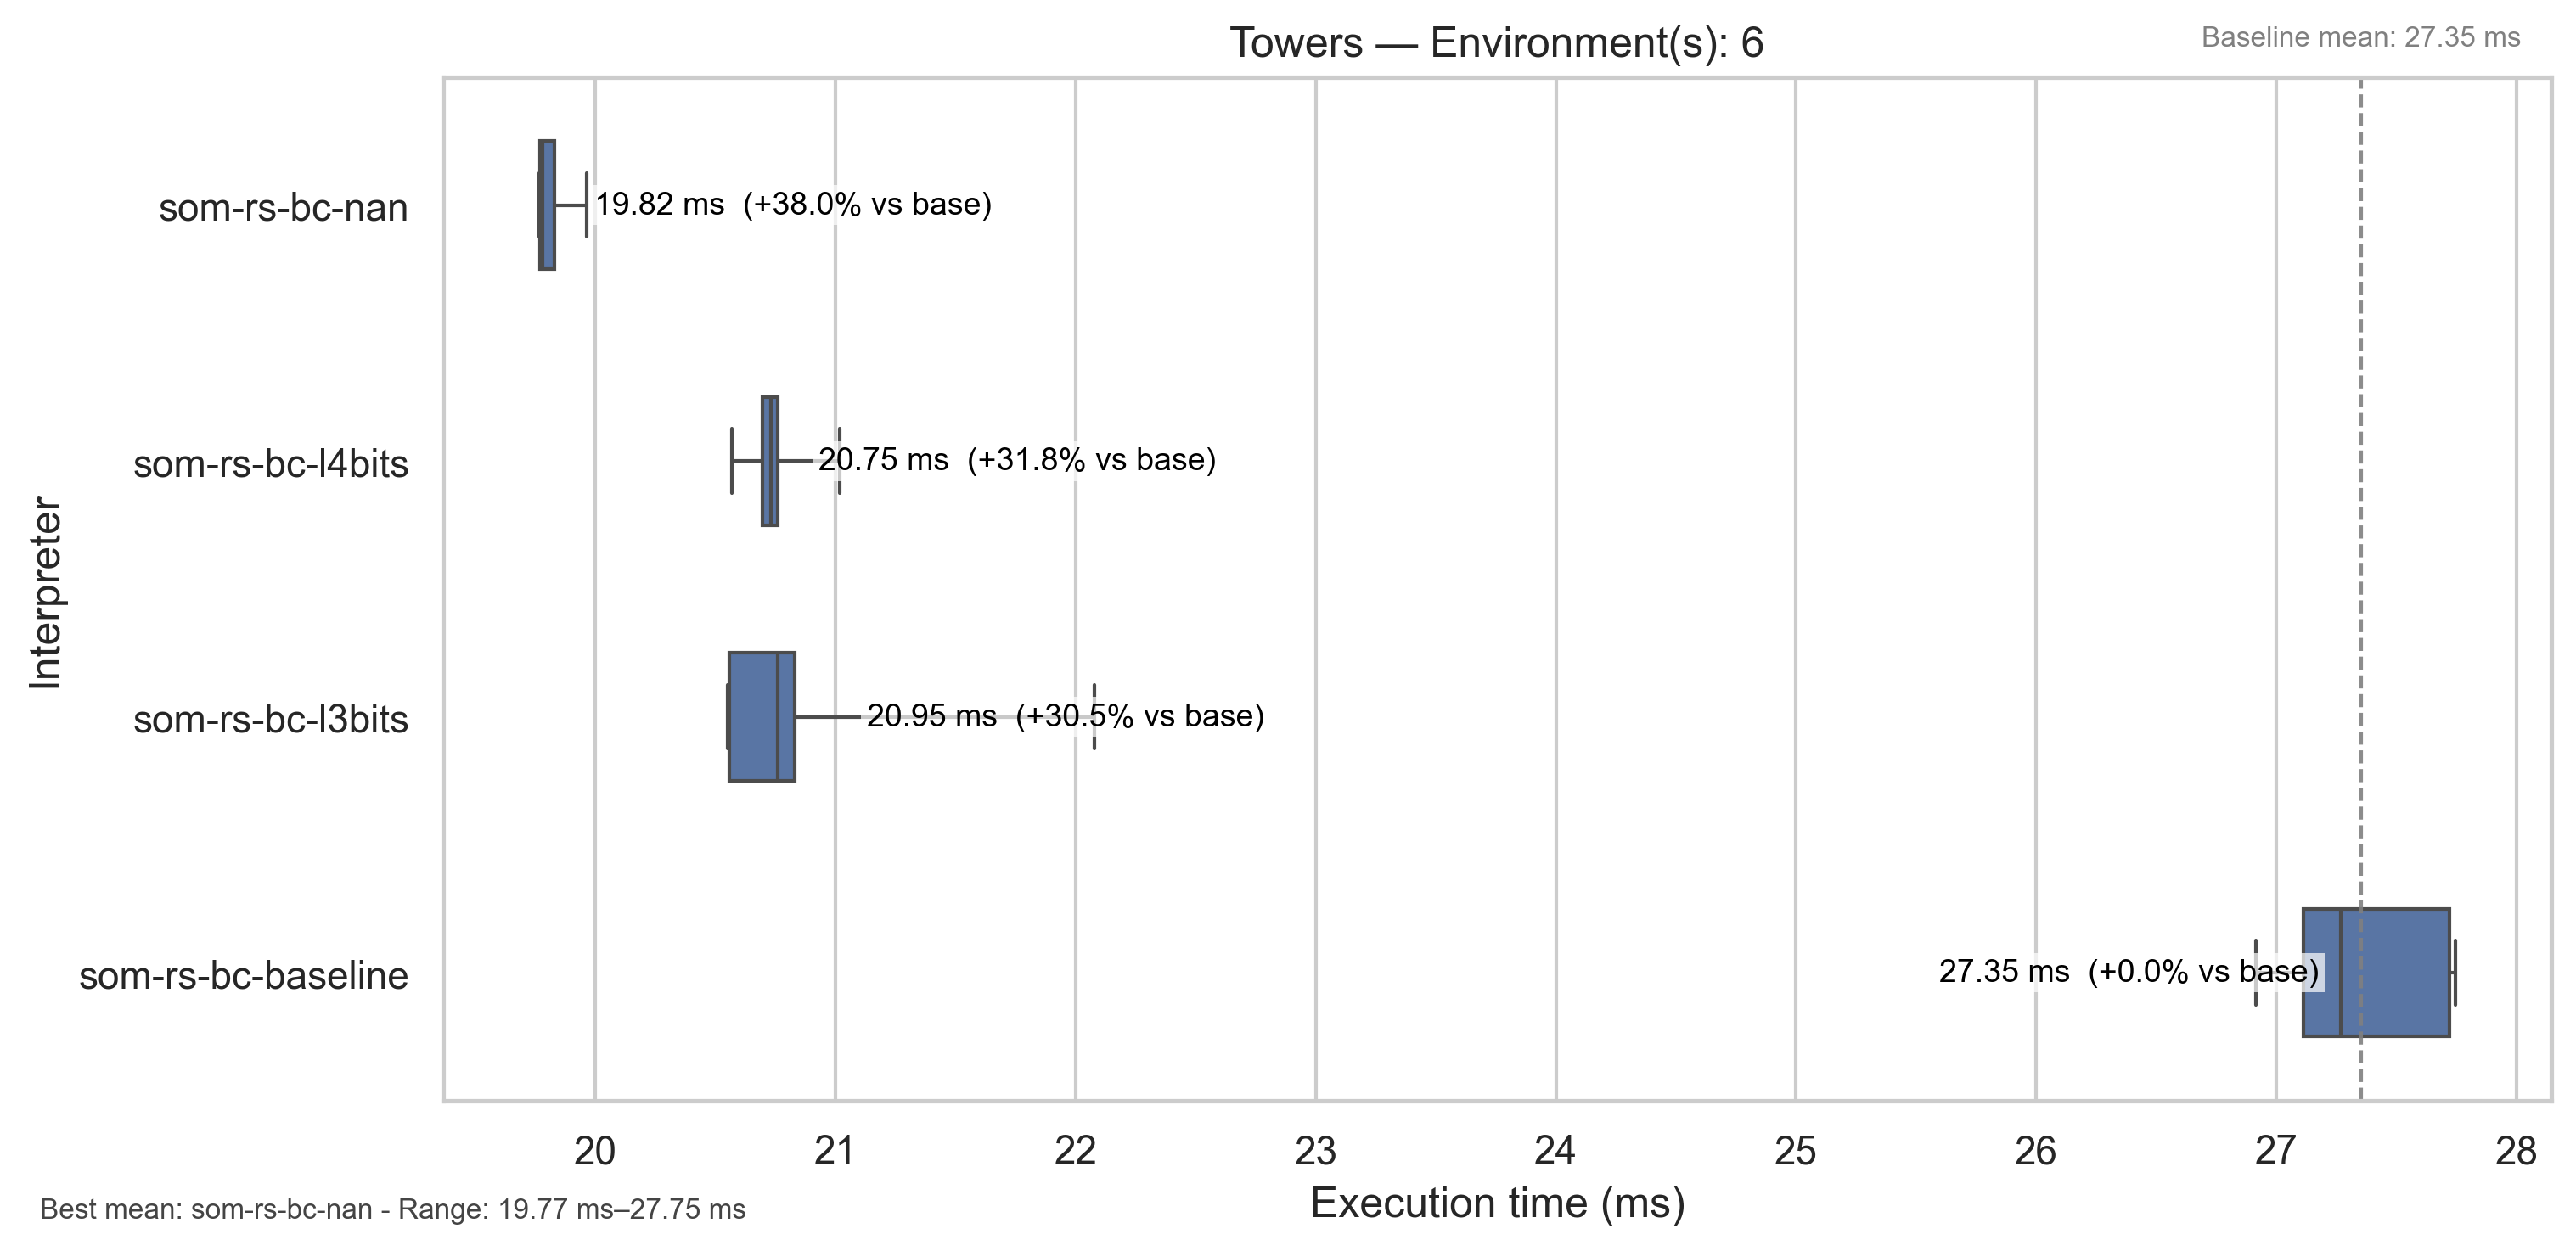 Towers — Environment(s): 6
Baseline mean: 27.35 ms
Interpreter
som-rs-bc-nan
19.82 ms  (+38.0% vs base)
som-rs-bc-l4bits
20.75 ms  (+31.8% vs base)
som-rs-bc-l3bits
20.95 ms  (+30.5% vs base)
som-rs-bc-baseline
27.35 ms  (+0.0% vs base)
20 21 22 23 24 25 26 27 28
Execution time (ms)
Best mean: som-rs-bc-nan - Range: 19.77 ms–27.75 ms